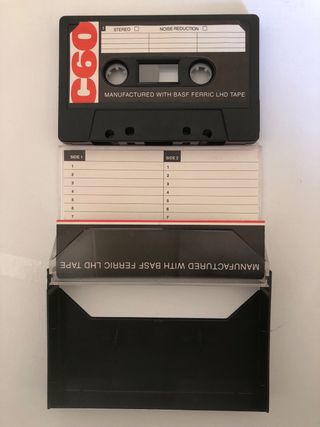 1 STEREO NOISE REDUCTION
C60
MANUFACTURED WITH BASF FERRIC LHD TAPE
SIDE 1 SIDE 2
1 1
2 2
3 3
4 4
5 5
6 6
7 7
MANUFACTURED WITH BASF FERRIC LHD TAPE